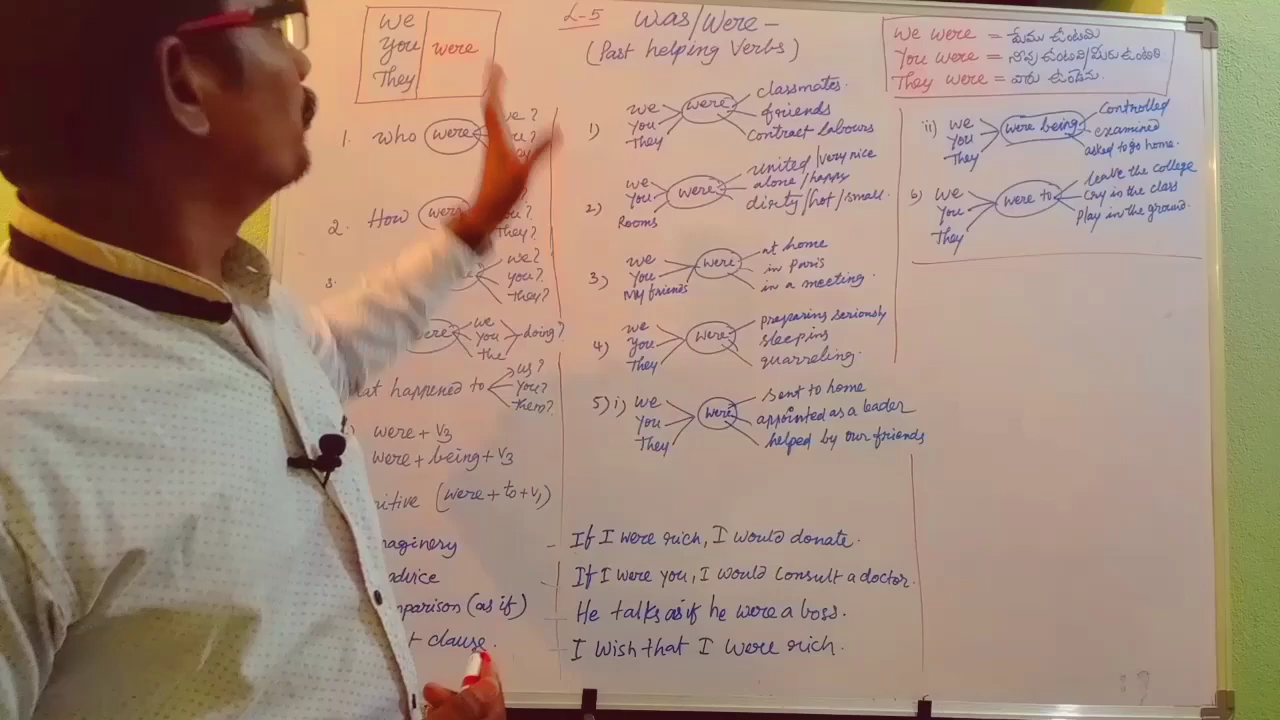 L-5 was/were –
(Past helping verbs)
we
You
They
were
We were = మేము ఉంటిమి
You were = నీవు ఉంటివి/మీరు ఉంటిరి
They were = వారు ఉండిరి.
1. who were
2. How were
They?
3.
we?
you?
they?
we
you
the
doing?
happened to
us?
you?
them?
were + v3
were + being + v3
(were + to + v1)
advice
(as if)
clause.
1) we
You
They
were
classmates.
friends
contract labours
2) we
You
Rooms
were
united / very nice
alone / happy
dirty / hot / small.
3) we
You
My friends
were
at home
in paris
in a meeting.
4) we
You
They
were
preparing seriously
sleeping
quarreling.
5) i) we
You
They
were
sent to home
appointed as a leader
helped by our friends
ii) we
You
They
were being
controlled
examined
asked to go home.
6) we
You
They
were to
leave the college
cry in the class
play in the ground.
– If I were rich, I would donate.
– If I were you, I would consult a doctor.
– He talks as if he were a boss.
– I wish that I were rich.